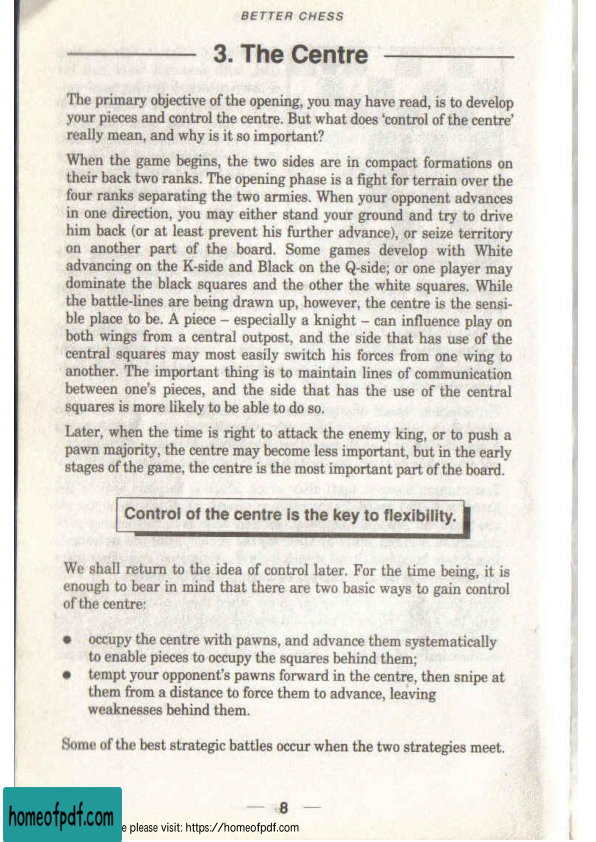 BETTER CHESS
3. The Centre
The primary objective of the opening, you may have read, is to develop
your pieces and control the centre. But what does ‘control of the centre’
really mean, and why is it so important?
When the game begins, the two sides are in compact formations on
their back two ranks. The opening phase is a fight for terrain over the
four ranks separating the two armies. When your opponent advances
in one direction, you may either stand your ground and try to drive
him back (or at least prevent his further advance), or seize territory
on another part of the board. Some games develop with White
advancing on the K-side and Black on the Q-side; or one player may
dominate the black squares and the other the white squares. While
the battle-lines are being drawn up, however, the centre is the sensi-
ble place to be. A piece – especially a knight – can influence play on
both wings from a central outpost, and the side that has use of the
central squares may most easily switch his forces from one wing to
another. The important thing is to maintain lines of communication
between one’s pieces, and the side that has the use of the central
squares is more likely to be able to do so.
Later, when the time is right to attack the enemy king, or to push a
pawn majority, the centre may become less important, but in the early
stages of the game, the centre is the most important part of the board.
Control of the centre is the key to flexibility.
We shall return to the idea of control later. For the time being, it is
enough to bear in mind that there are two basic ways to gain control
of the centre:
● occupy the centre with pawns, and advance them systematically
to enable pieces to occupy the squares behind them;
● tempt your opponent’s pawns forward in the centre, then snipe at
them from a distance to force them to advance, leaving
weaknesses behind them.
Some of the best strategic battles occur when the two strategies meet.
— 8 —
homeofpdf.com
e please visit: https://homeofpdf.com